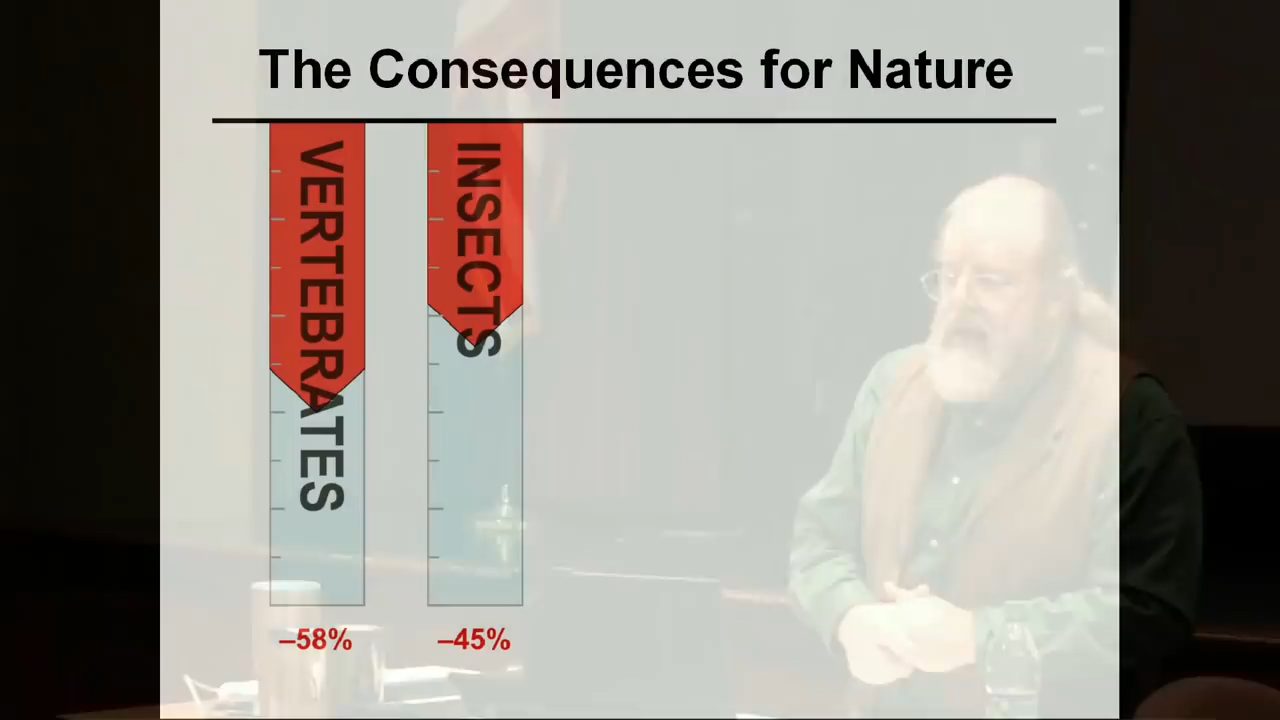 The Consequences for Nature
VERTEBRATES
INSECTS
–58%
–45%